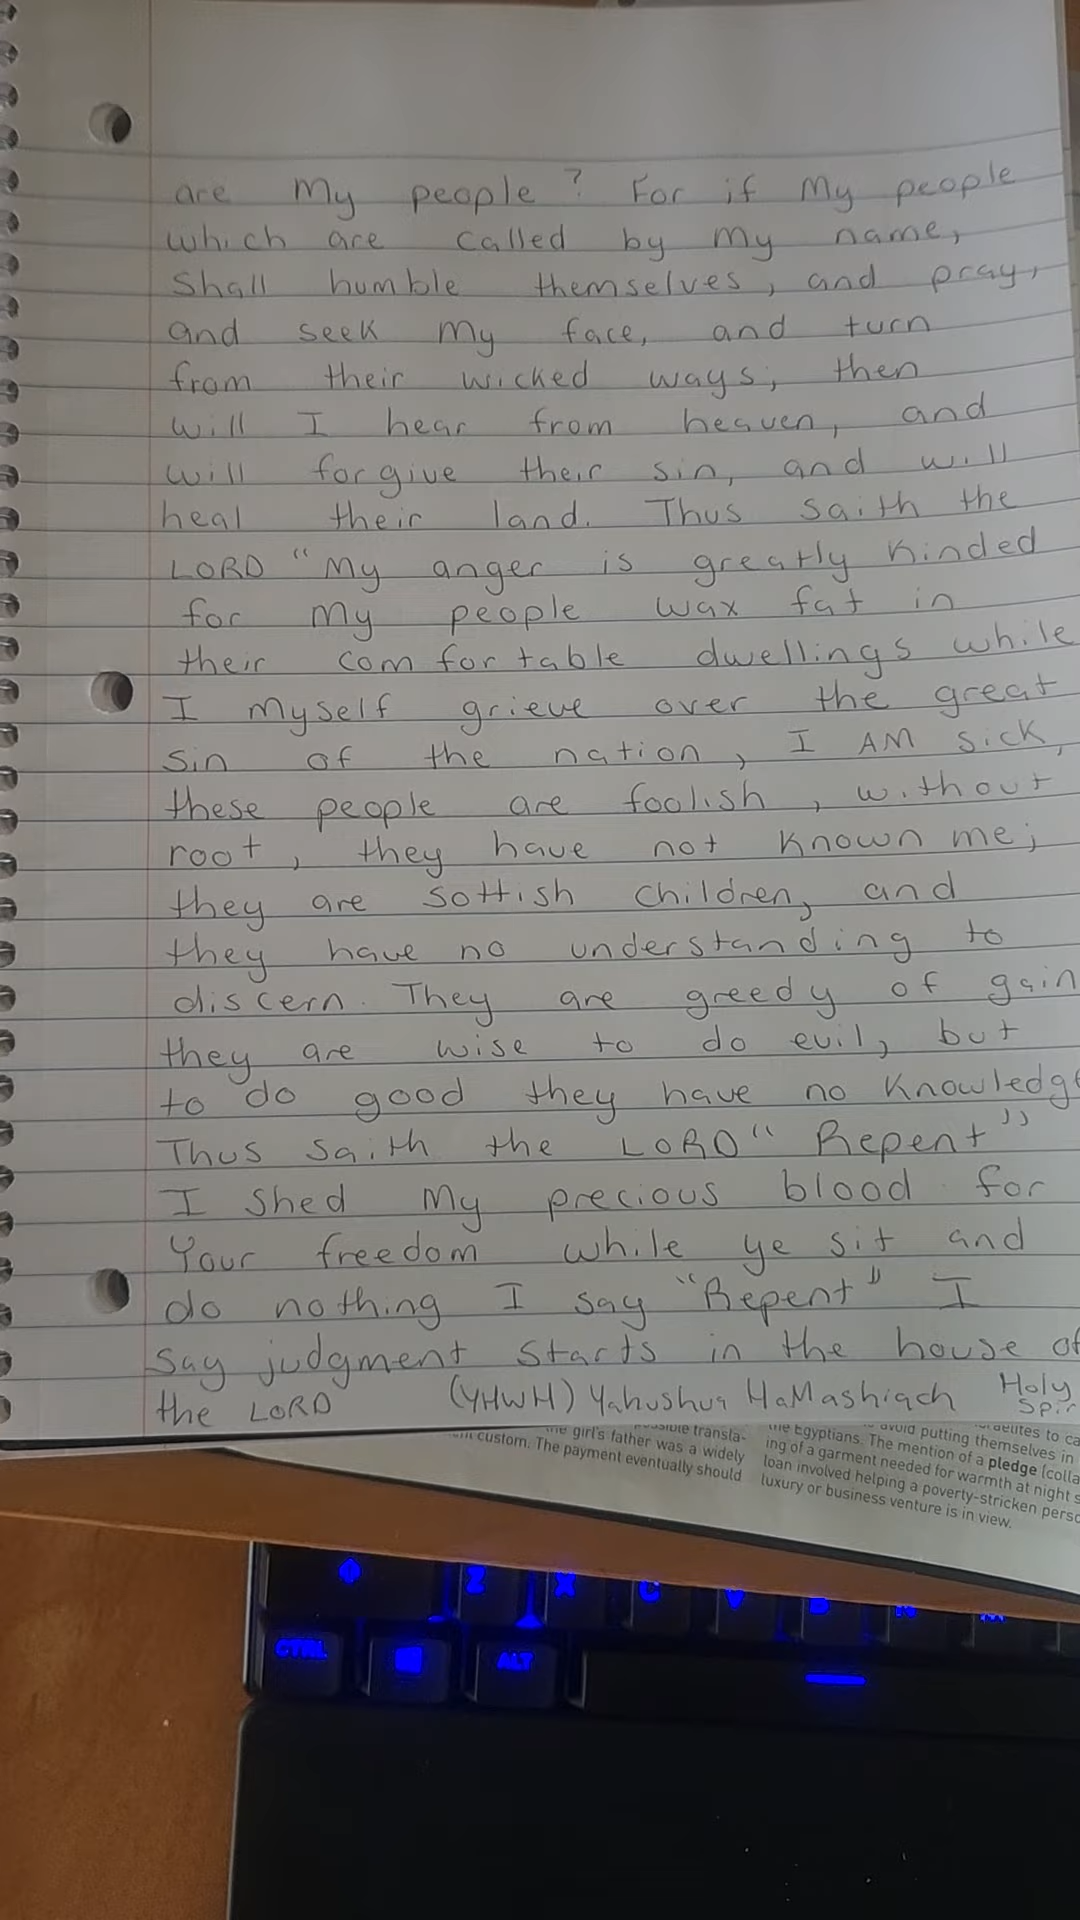 are My people? For if My people
which are called by My name,
Shall humble themselves, and pray,
and seek My face, and turn
from their wicked ways; then
will I hear from heaven, and
will forgive their sin, and will
heal their land. Thus saith the
LORD "My anger is greatly Kinded
for My people wax fat in
their comfortable dwellings while
I Myself grieve over the great
sin of the nation, I AM sick,
these people are foolish, without
root, they have not known me;
they are sottish children, and
they have no understanding to
discern. They are greedy of gain
they are wise to do evil, but
to do good they have no Knowledge
Thus saith the LORD "Repent"
I shed My precious blood for
Your freedom while ye sit and
do nothing I say "Repent" I
say judgment starts in the house of
the LORD (YHWH) Yahushua HaMashiach Holy
Spir
the girl's father was a widely
custom. The payment eventually should
the Egyptians. The mention of a pledge (colla
ing of a garment needed for warmth at night s
loan involved helping a poverty-stricken perso
luxury or business venture is in view.
Z X C V B N M
CTRL ALT